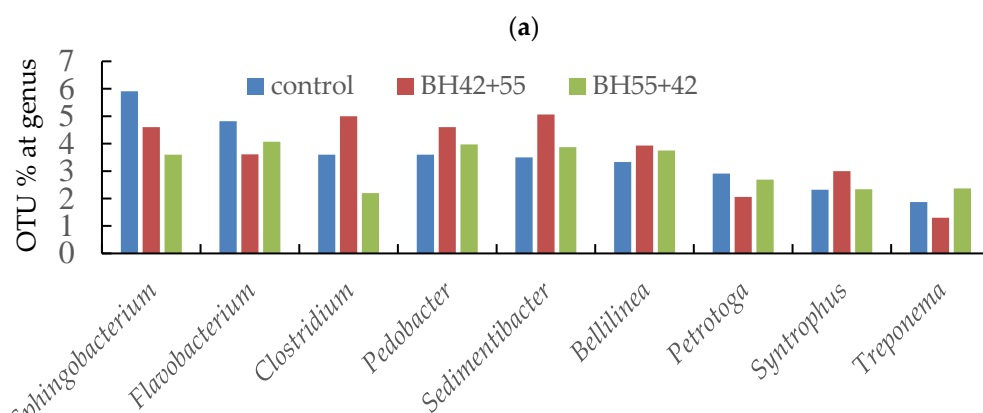 (a)
7
6
5
4
3
2
1
0
OTU % at genus
control BH42+55 BH55+42
Sphingobacterium
Flavobacterium
Clostridium
Pedobacter
Sedimentibacter
Bellilinea
Petrotoga
Syntrophus
Treponema